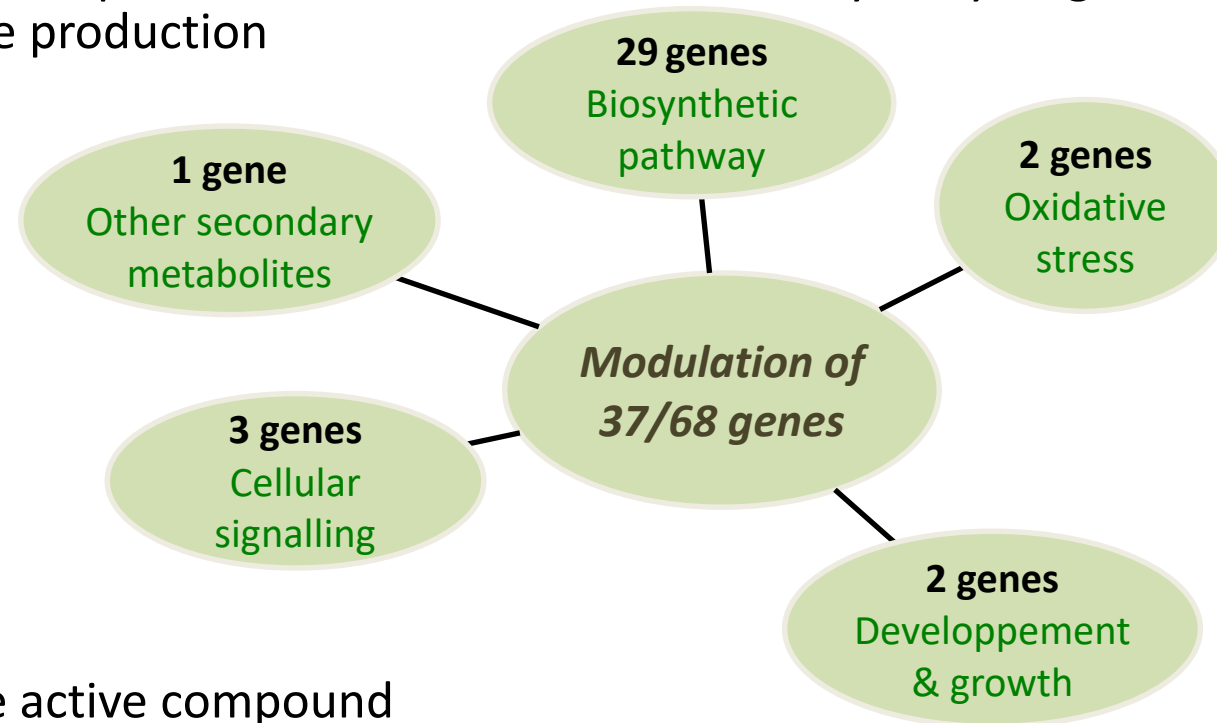 e production
29 genes
Biosynthetic
pathway
1 gene
Other secondary
metabolites
2 genes
Oxidative
stress
Modulation of
37/68 genes
3 genes
Cellular
signalling
2 genes
Developpement
& growth
e active compound